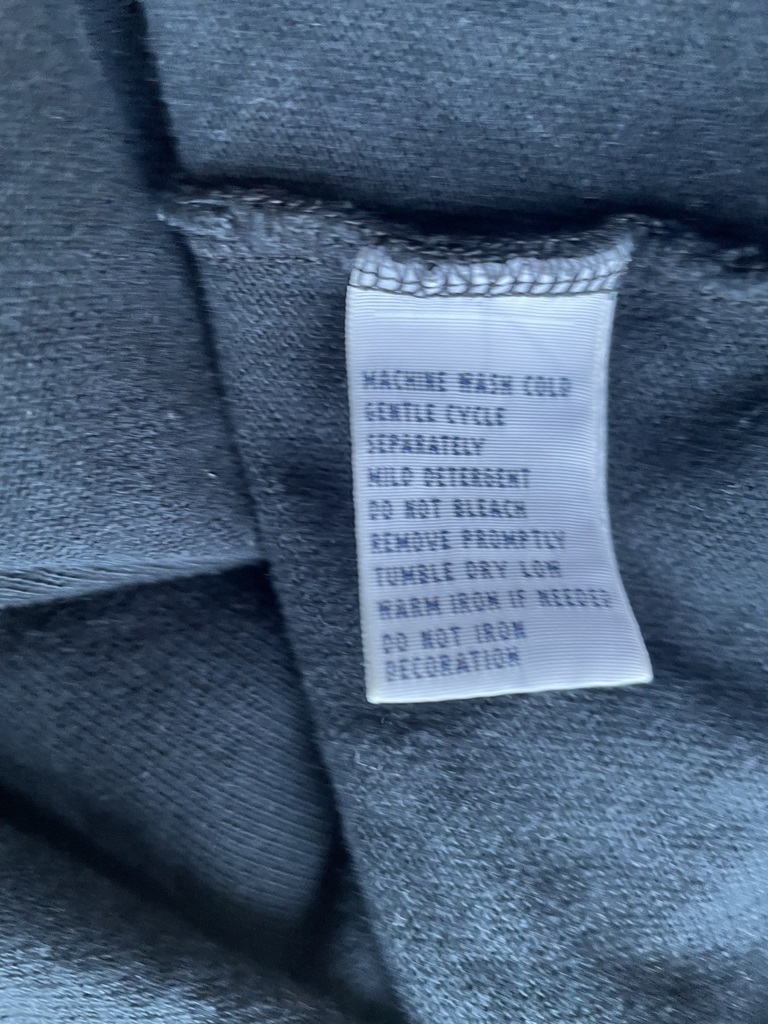 MACHINE WASH COLD
GENTLE CYCLE
SEPARATELY
MILD DETERGENT
DO NOT BLEACH
REMOVE PROMPTLY
TUMBLE DRY LOW
WARM IRON IF NEEDED
DO NOT IRON
DECORATION